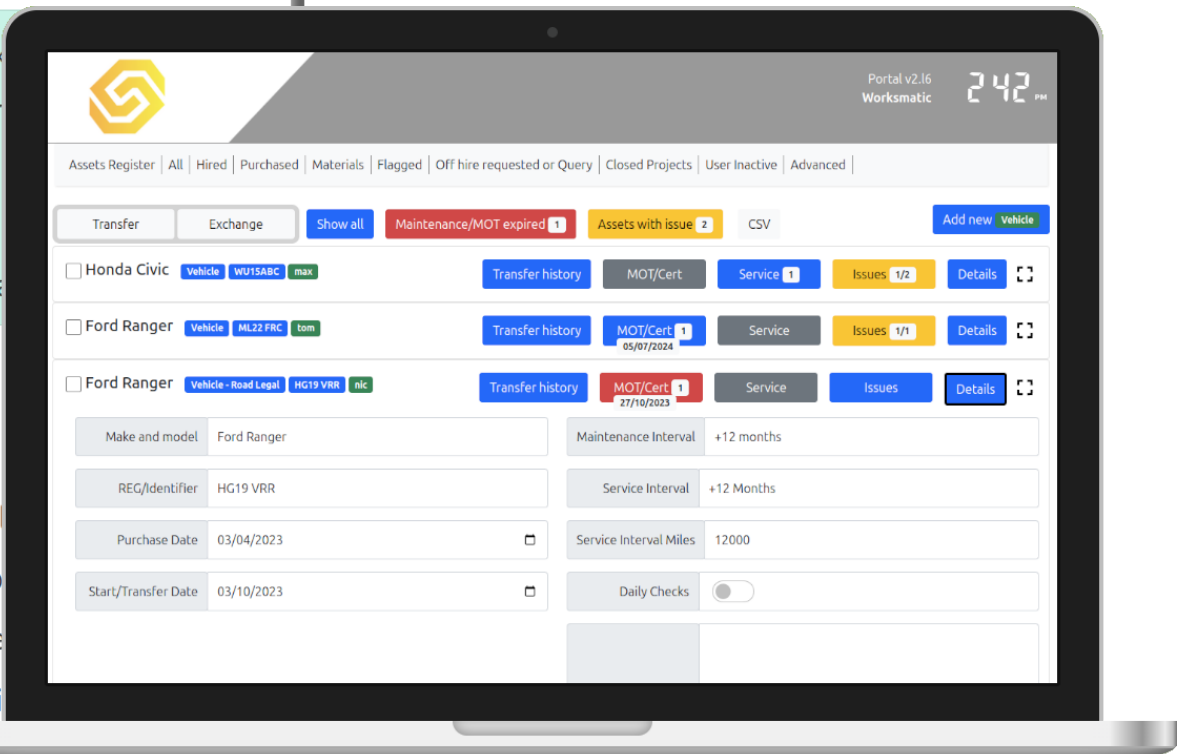 Portal v2.l6
Worksmatic
2 42 PM
Assets Register | All | Hired | Purchased | Materials | Flagged | Off hire requested or Query | Closed Projects | User Inactive | Advanced |
Transfer Exchange Show all Maintenance/MOT expired 1 Assets with issue 2 CSV Add new Vehicle
Honda Civic Vehicle WU15ABC max Transfer history MOT/Cert Service 1 Issues 1/2 Details
Ford Ranger Vehicle ML22 FRC tom Transfer history MOT/Cert 1 Service Issues 1/1 Details
05/07/2024
Ford Ranger Vehicle - Road Legal HG19 VRR nic Transfer history MOT/Cert 1 Service Issues Details
27/10/2023
Make and model Ford Ranger Maintenance Interval +12 months
REG/Identifier HG19 VRR Service Interval +12 Months
Purchase Date 03/04/2023 Service Interval Miles 12000
Start/Transfer Date 03/10/2023 Daily Checks